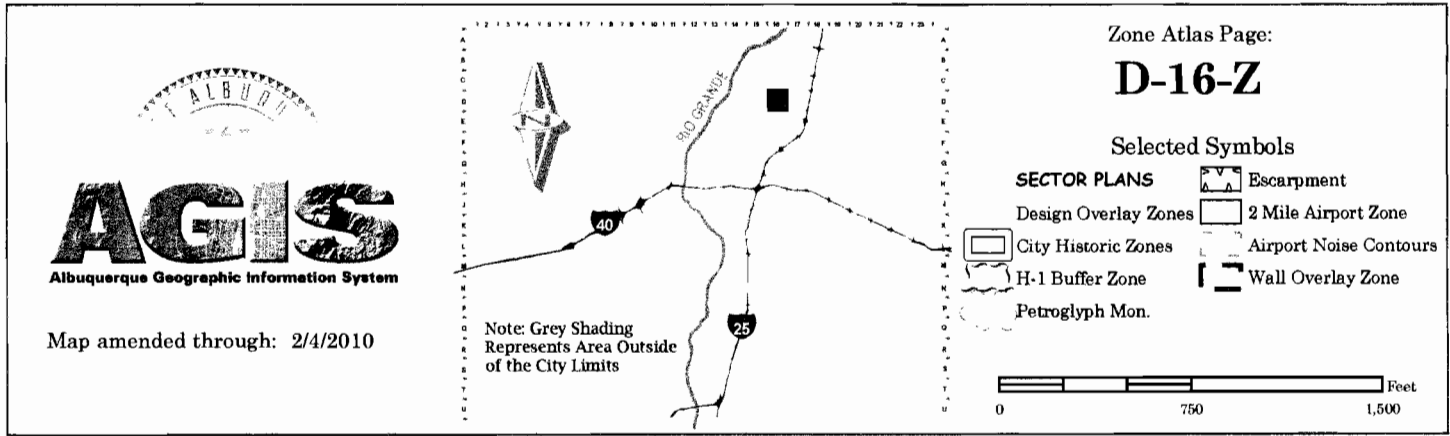 E ALBUQU
AGIS
Albuquerque Geographic Information System
Map amended through: 2/4/2010
RIO GRANDE
40
25
Note: Grey Shading
Represents Area Outside
of the City Limits
Zone Atlas Page:
D-16-Z
Selected Symbols
SECTOR PLANS
Escarpment
Design Overlay Zones
2 Mile Airport Zone
City Historic Zones
Airport Noise Contours
H-1 Buffer Zone
Wall Overlay Zone
Petroglyph Mon.
Feet
0
750
1,500